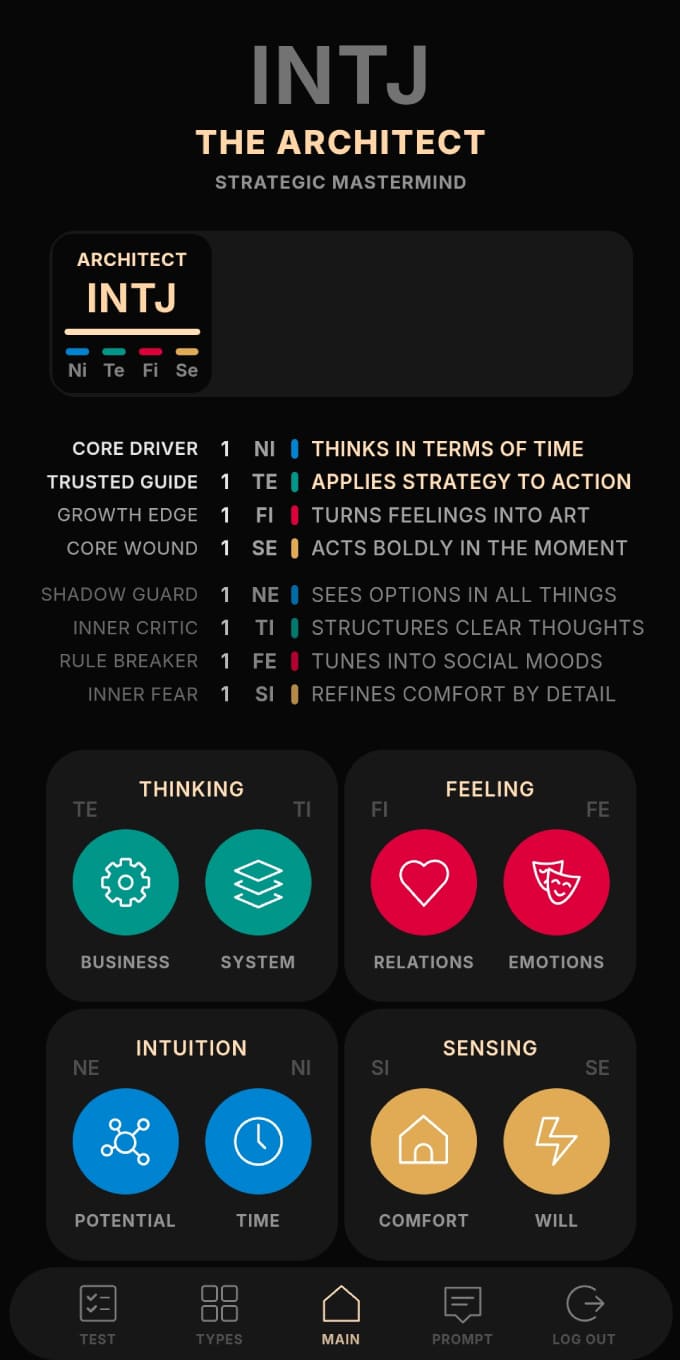 INTJ
THE ARCHITECT
STRATEGIC MASTERMIND
ARCHITECT
INTJ
Ni Te Fi Se
CORE DRIVER 1 NI THINKS IN TERMS OF TIME
TRUSTED GUIDE 1 TE APPLIES STRATEGY TO ACTION
GROWTH EDGE 1 FI TURNS FEELINGS INTO ART
CORE WOUND 1 SE ACTS BOLDLY IN THE MOMENT
SHADOW GUARD 1 NE SEES OPTIONS IN ALL THINGS
INNER CRITIC 1 TI STRUCTURES CLEAR THOUGHTS
RULE BREAKER 1 FE TUNES INTO SOCIAL MOODS
INNER FEAR 1 SI REFINES COMFORT BY DETAIL
THINKING
TE TI
BUSINESS SYSTEM
FEELING
FI FE
RELATIONS EMOTIONS
INTUITION
NE NI
POTENTIAL TIME
SENSING
SI SE
COMFORT WILL
TEST TYPES MAIN PROMPT LOG OUT